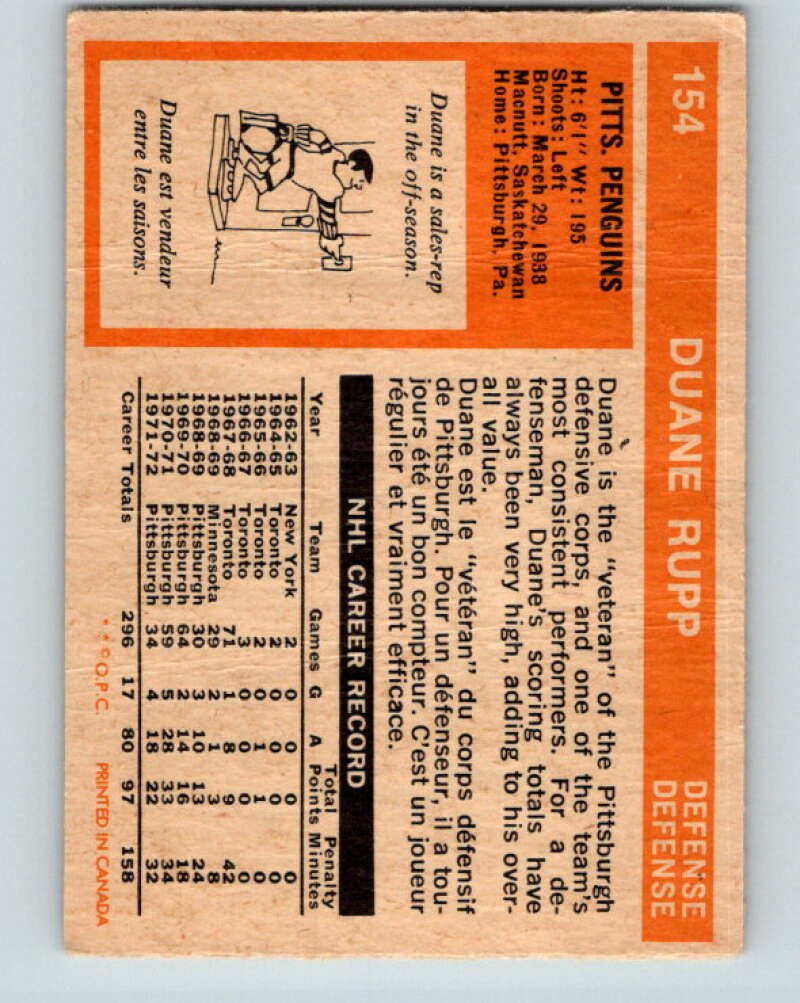 154 DUANE RUPP DEFENSE
DEFENSE
PITTS. PENGUINS
Ht: 6'1" Wt: 195
Shoots: Left
Born: March 29, 1938
Macnutt, Saskatchewan
Home: Pittsburgh, Pa.
Duane is a sales-rep
in the off-season.
Duane est vendeur
entre les saisons.
Duane is the "veteran" of the Pittsburgh
defensive corps, and one of the team's
most consistent performers. For a de-
fenseman, Duane's scoring totals have
always been very high, adding to his over-
all value.
Duane est le "vétéran" du corps défensif
de Pittsburgh. Pour un défenseur, il a tou-
jours été un bon compteur. C'est un joueur
régulier et vraiment efficace.
NHL CAREER RECORD
Total Penalty
Year Team Games G A Points Minutes
1962-63 New York 2 0 0 0 0
1964-65 Toronto 2 0 0 0 0
1965-66 Toronto 2 0 1 1 0
1966-67 Toronto 3 0 0 0 0
1967-68 Toronto 71 1 8 9 42
1968-69 Minnesota 29 2 1 3 8
1968-69 Pittsburgh 30 3 10 13 24
1969-70 Pittsburgh 64 2 14 16 18
1970-71 Pittsburgh 59 5 28 33 34
1971-72 Pittsburgh 34 4 18 22 32
Career Totals 296 17 80 97 158
* * © O.P.C. PRINTED IN CANADA